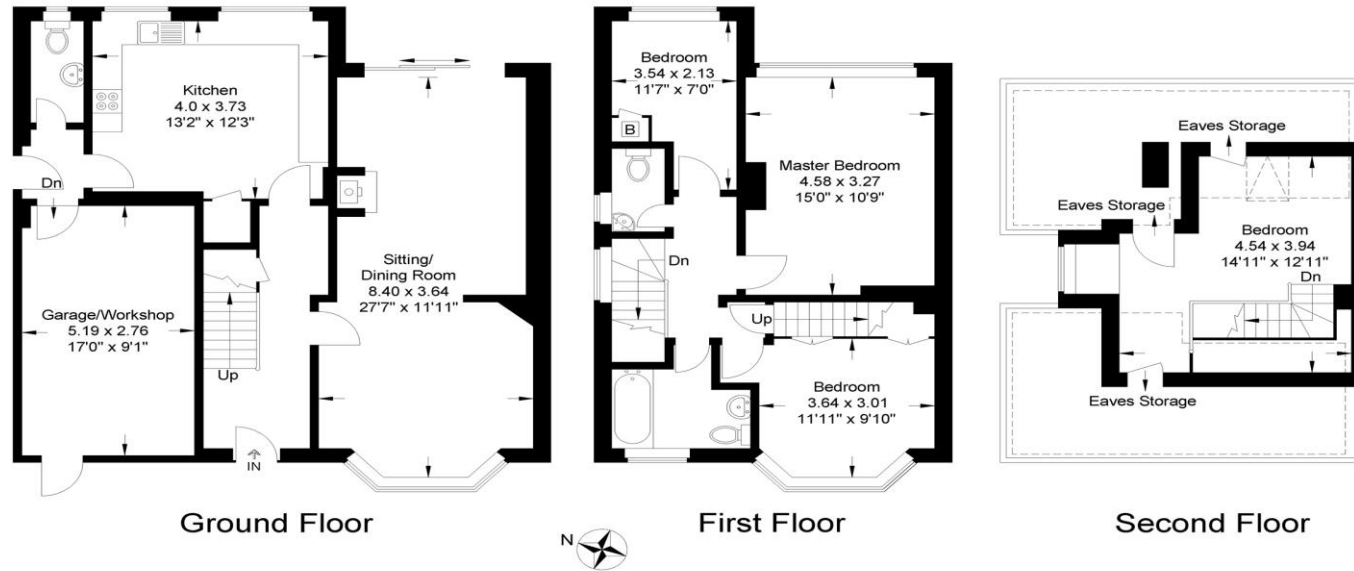 Kitchen
4.0 x 3.73
13'2" x 12'3"
Dn
Garage/Workshop
5.19 x 2.76
17'0" x 9'1"
Up
IN
Sitting/
Dining Room
8.40 x 3.64
27'7" x 11'11"
Ground Floor
Bedroom
3.54 x 2.13
11'7" x 7'0"
B
Master Bedroom
4.58 x 3.27
15'0" x 10'9"
Dn
Up
Bedroom
3.64 x 3.01
11'11" x 9'10"
First Floor
N
Eaves Storage
Eaves Storage
Bedroom
4.54 x 3.94
14'11" x 12'11"
Dn
Eaves Storage
Second Floor